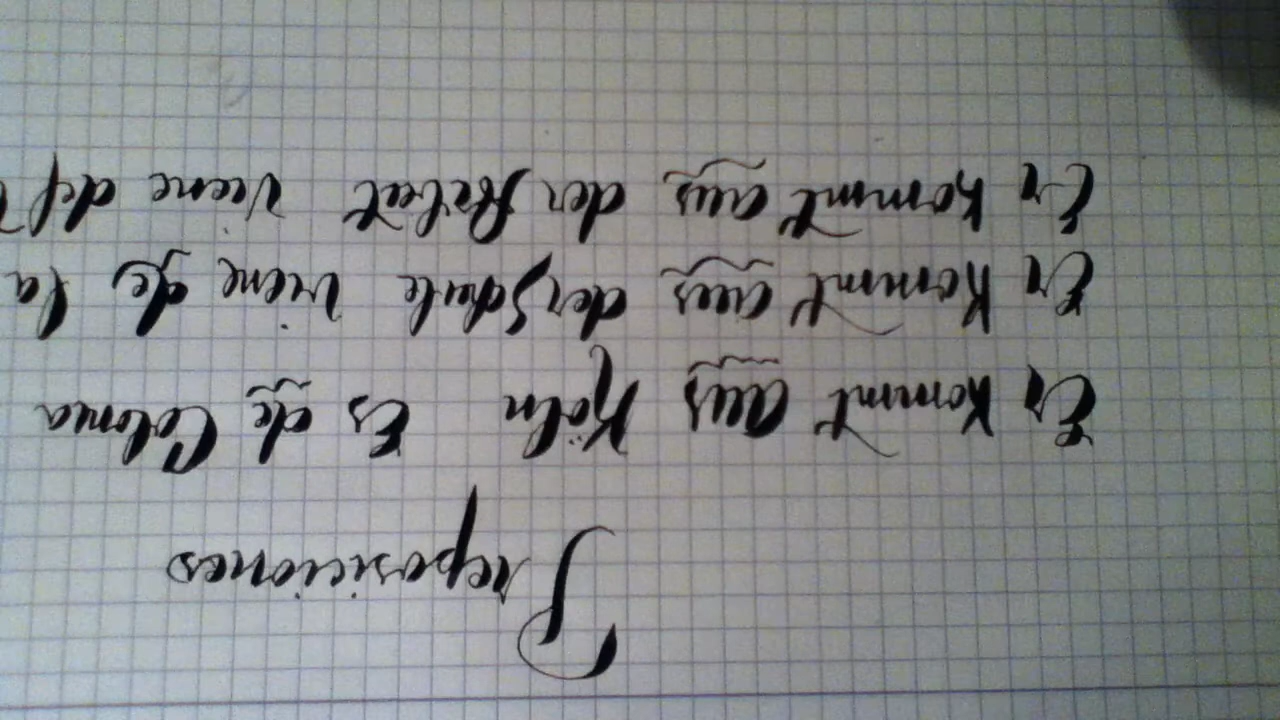 Preposiciones
Er kommt aus Köln Es de Colonia
Er kommt aus der Schule Viene de la
Er kommt aus der Arbeit Viene del